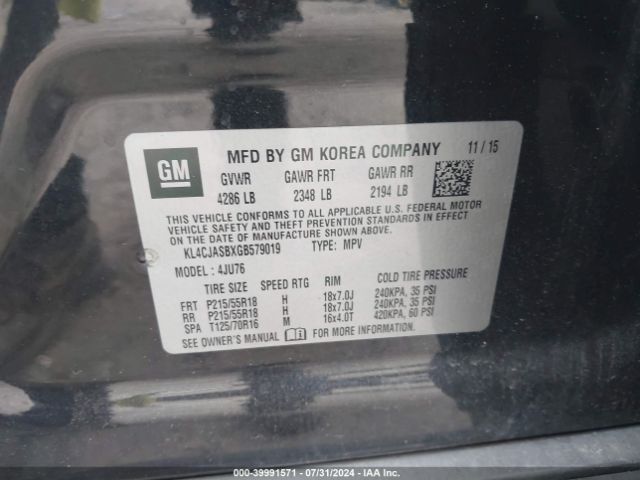 GM
MFD BY GM KOREA COMPANY 11 / 15
GVWR GAWR FRT GAWR RR
4286 LB 2348 LB 2194 LB
THIS VEHICLE CONFORMS TO ALL APPLICABLE U.S. FEDERAL MOTOR
VEHICLE SAFETY AND THEFT PREVENTION STANDARDS IN EFFECT
ON THE DATE OF MANUFACTURE SHOWN ABOVE.
KL4CJASBXGB579019 TYPE: MPV
MODEL : 4JU76
TIRE SIZE SPEED RTG RIM COLD TIRE PRESSURE
FRT P215/55R18 H 18x7.0J 240KPA, 35 PSI
RR P215/55R18 H 18x7.0J 240KPA, 35 PSI
SPA T125/70R16 M 16x4.0T 420KPA, 60 PSI
SEE OWNER'S MANUAL FOR MORE INFORMATION
000-39991571 • 07/31/2024 - IAA Inc.